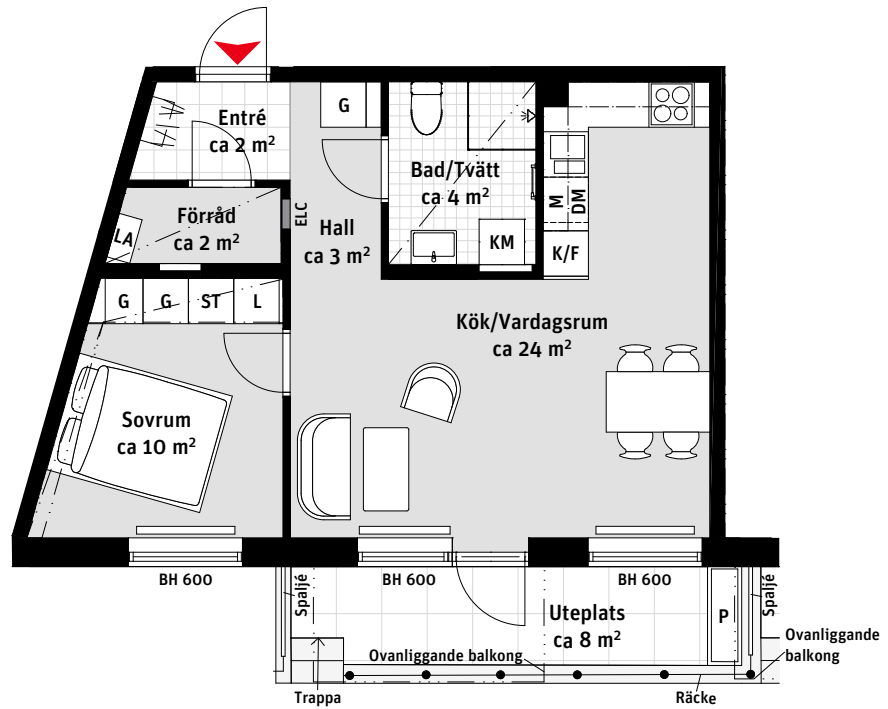 Entré
ca 2 m²
G
Bad/Tvätt
ca 4 m²
Förråd
ca 2 m²
LA
ELC
Hall
ca 3 m²
KM
M
DM
K/F
G
G
ST
L
Kök/Vardagsrum
ca 24 m²
Sovrum
ca 10 m²
BH 600
BH 600
BH 600
Spaljé
Spaljé
Uteplats
ca 8 m²
P
Ovanliggande balkong
Ovanliggande
balkong
Trappa
Räcke